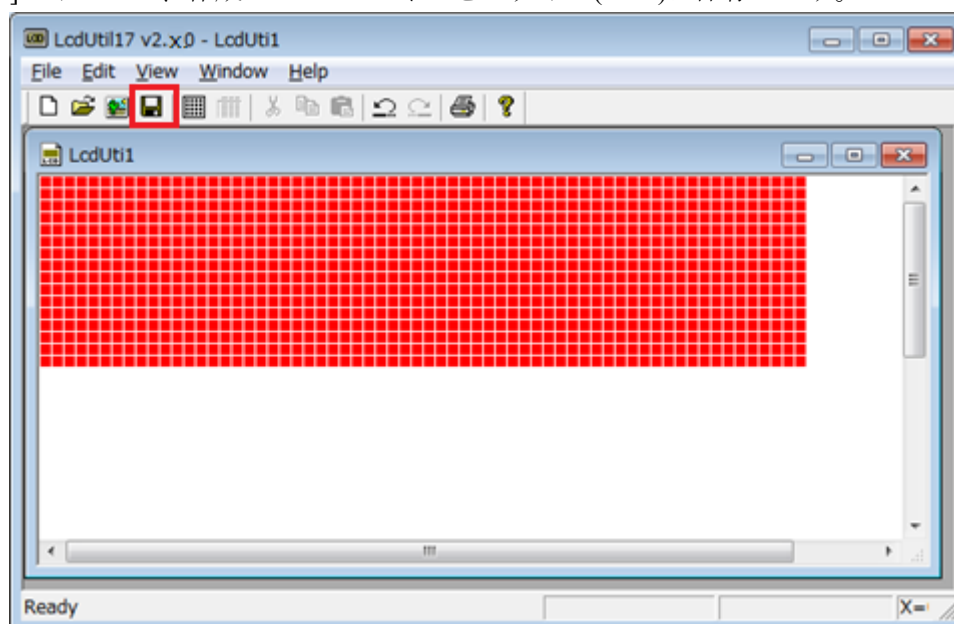 LcdUtil17 v2.x0 - LcdUti1
File Edit View Window Help
LcdUti1
Ready
X=